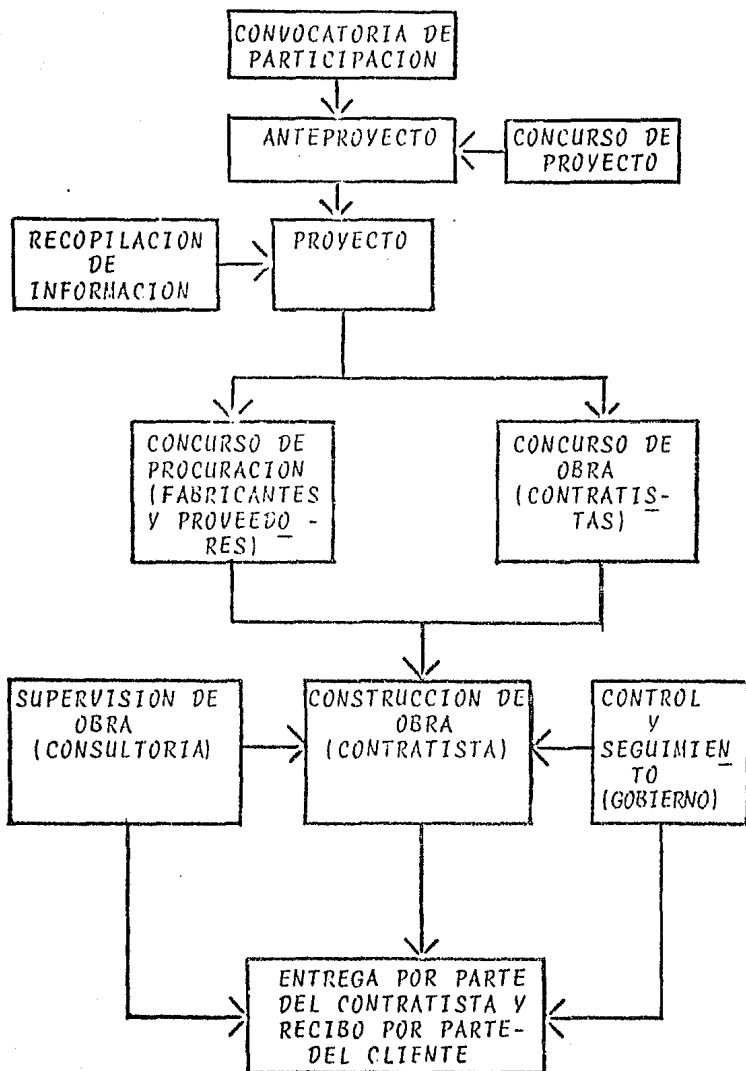 CONVOCATORIA DE
PARTICIPACION
ANTEPROYECTO
CONCURSO DE
PROYECTO
RECOPILACION
DE
INFORMACION
PROYECTO
CONCURSO DE
PROCURACION
(FABRICANTES
Y PROVEEDO-
RES)
CONCURSO DE
OBRA
(CONTRATIS-
TAS)
SUPERVISION DE
OBRA
(CONSULTORIA)
CONSTRUCCION DE
OBRA
(CONTRATISTA)
CONTROL
Y
SEGUIMIEN
TO
(GOBIERNO)
ENTREGA POR PARTE
DEL CONTRATISTA Y
RECIBO POR PARTE-
DEL CLIENTE